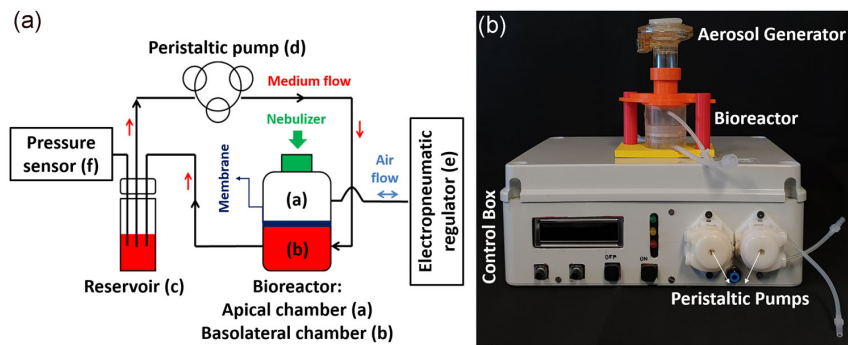 (a)
Peristaltic pump (d)
Medium flow
Nebulizer
Pressure
sensor (f)
Membrane
(a)
Air
flow
Electropneumatic
regulator (e)
(b)
Reservoir (c)
Bioreactor:
Apical chamber (a)
Basolateral chamber (b)
(b)
Aerosol Generator
Bioreactor
Control Box
OFF
ON
Peristaltic Pumps